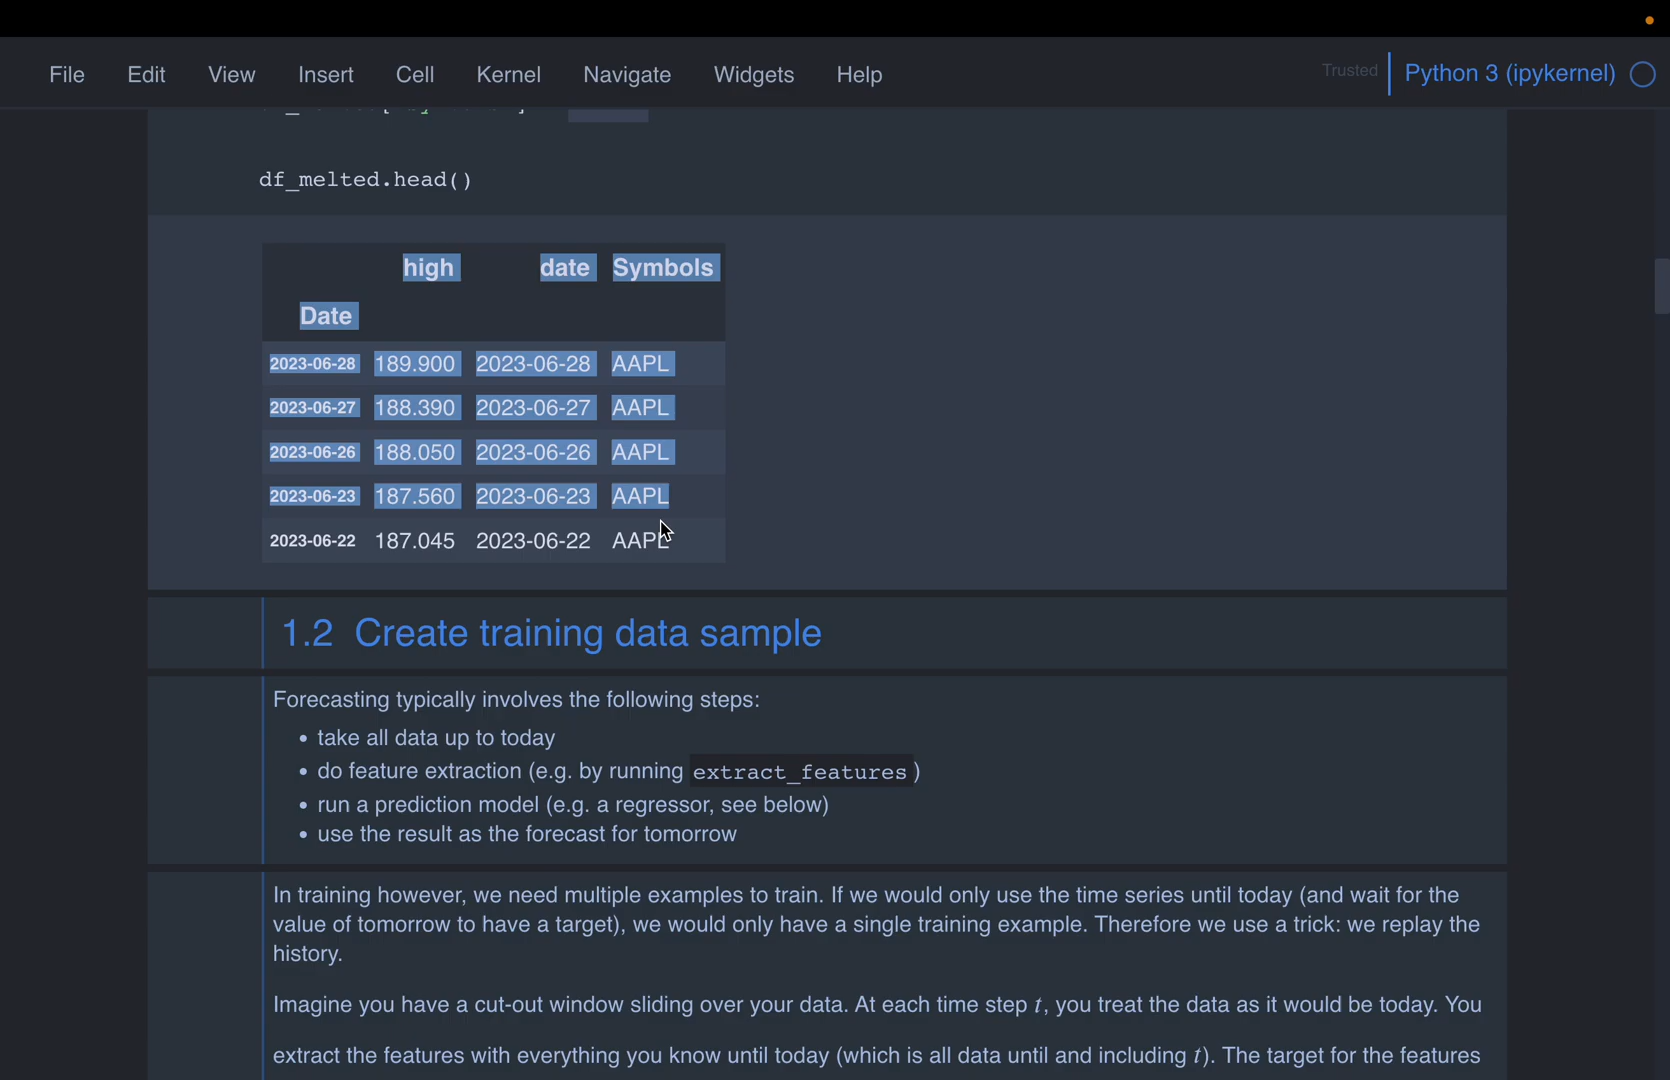 File Edit View Insert Cell Kernel Navigate Widgets Help Trusted Python 3 (ipykernel)
df_melted.head()
high date Symbols
Date
2023-06-28 189.900 2023-06-28 AAPL
2023-06-27 188.390 2023-06-27 AAPL
2023-06-26 188.050 2023-06-26 AAPL
2023-06-23 187.560 2023-06-23 AAPL
2023-06-22 187.045 2023-06-22 AAPL
1.2 Create training data sample
Forecasting typically involves the following steps:
• take all data up to today
• do feature extraction (e.g. by running extract_features)
• run a prediction model (e.g. a regressor, see below)
• use the result as the forecast for tomorrow
In training however, we need multiple examples to train. If we would only use the time series until today (and wait for the
value of tomorrow to have a target), we would only have a single training example. Therefore we use a trick: we replay the
history.
Imagine you have a cut-out window sliding over your data. At each time step t, you treat the data as it would be today. You
extract the features with everything you know until today (which is all data until and including t). The target for the features